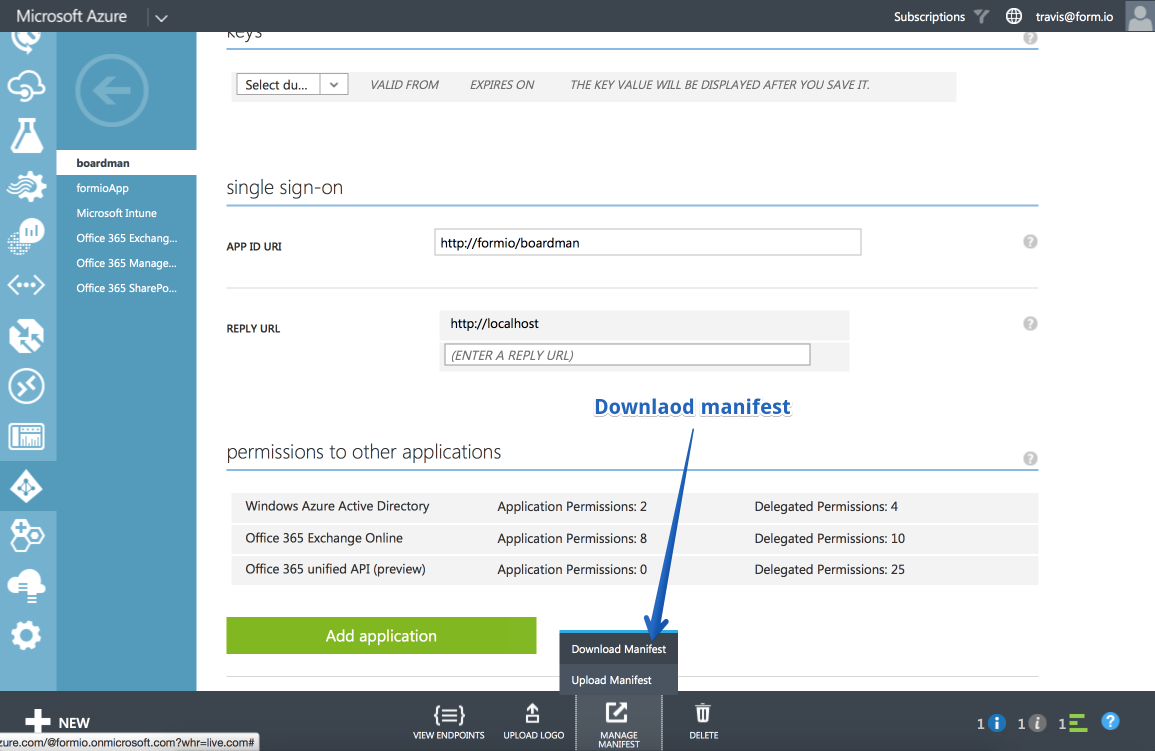 Microsoft Azure
Subscriptions
travis@form.io
keys
Select du...
VALID FROM
EXPIRES ON
THE KEY VALUE WILL BE DISPLAYED AFTER YOU SAVE IT.
boardman
formioApp
Microsoft Intune
Office 365 Exchang...
Office 365 Manage...
Office 365 SharePo...
single sign-on
APP ID URI
http://formio/boardman
REPLY URL
http://localhost
(ENTER A REPLY URL)
Downlaod manifest
permissions to other applications
Windows Azure Active Directory Application Permissions: 2 Delegated Permissions: 4
Office 365 Exchange Online Application Permissions: 8 Delegated Permissions: 10
Office 365 unified API (preview) Application Permissions: 0 Delegated Permissions: 25
Add application
Download Manifest
Upload Manifest
NEW
VIEW ENDPOINTS
UPLOAD LOGO
MANAGE
MANIFEST
DELETE
1
1
1
zure.com/@formio.onmicrosoft.com?whr=live.com#